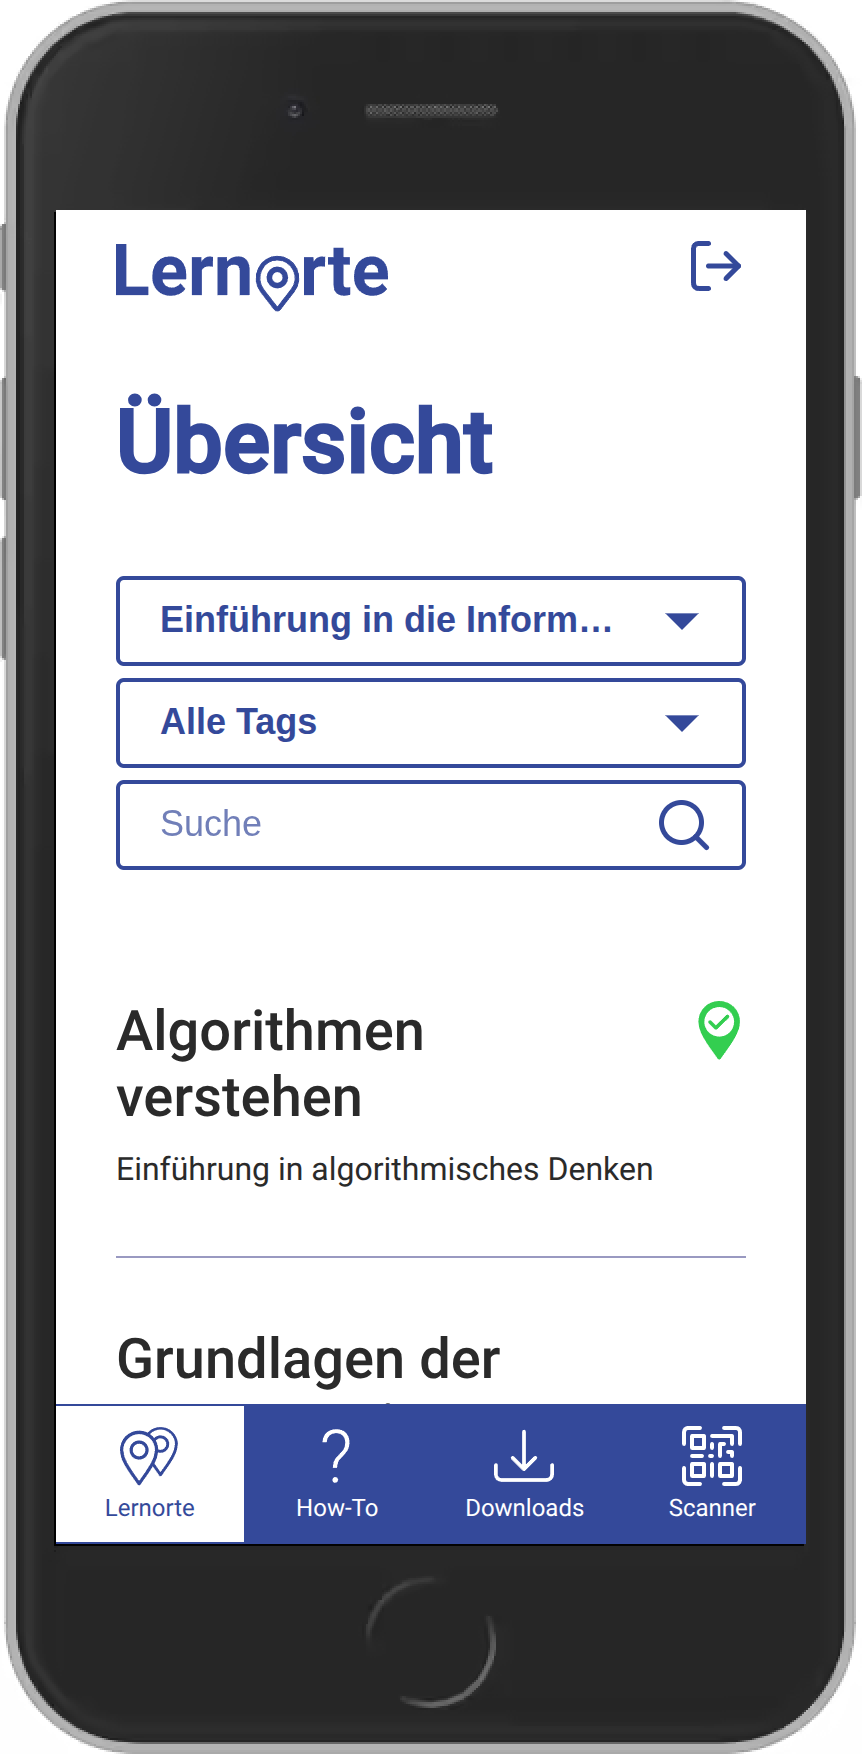 Lernorte
Übersicht
Einführung in die Inform...
Alle Tags
Suche
Algorithmen
verstehen
Einführung in algorithmisches Denken
Grundlagen der
Lernorte
How-To
Downloads
Scanner